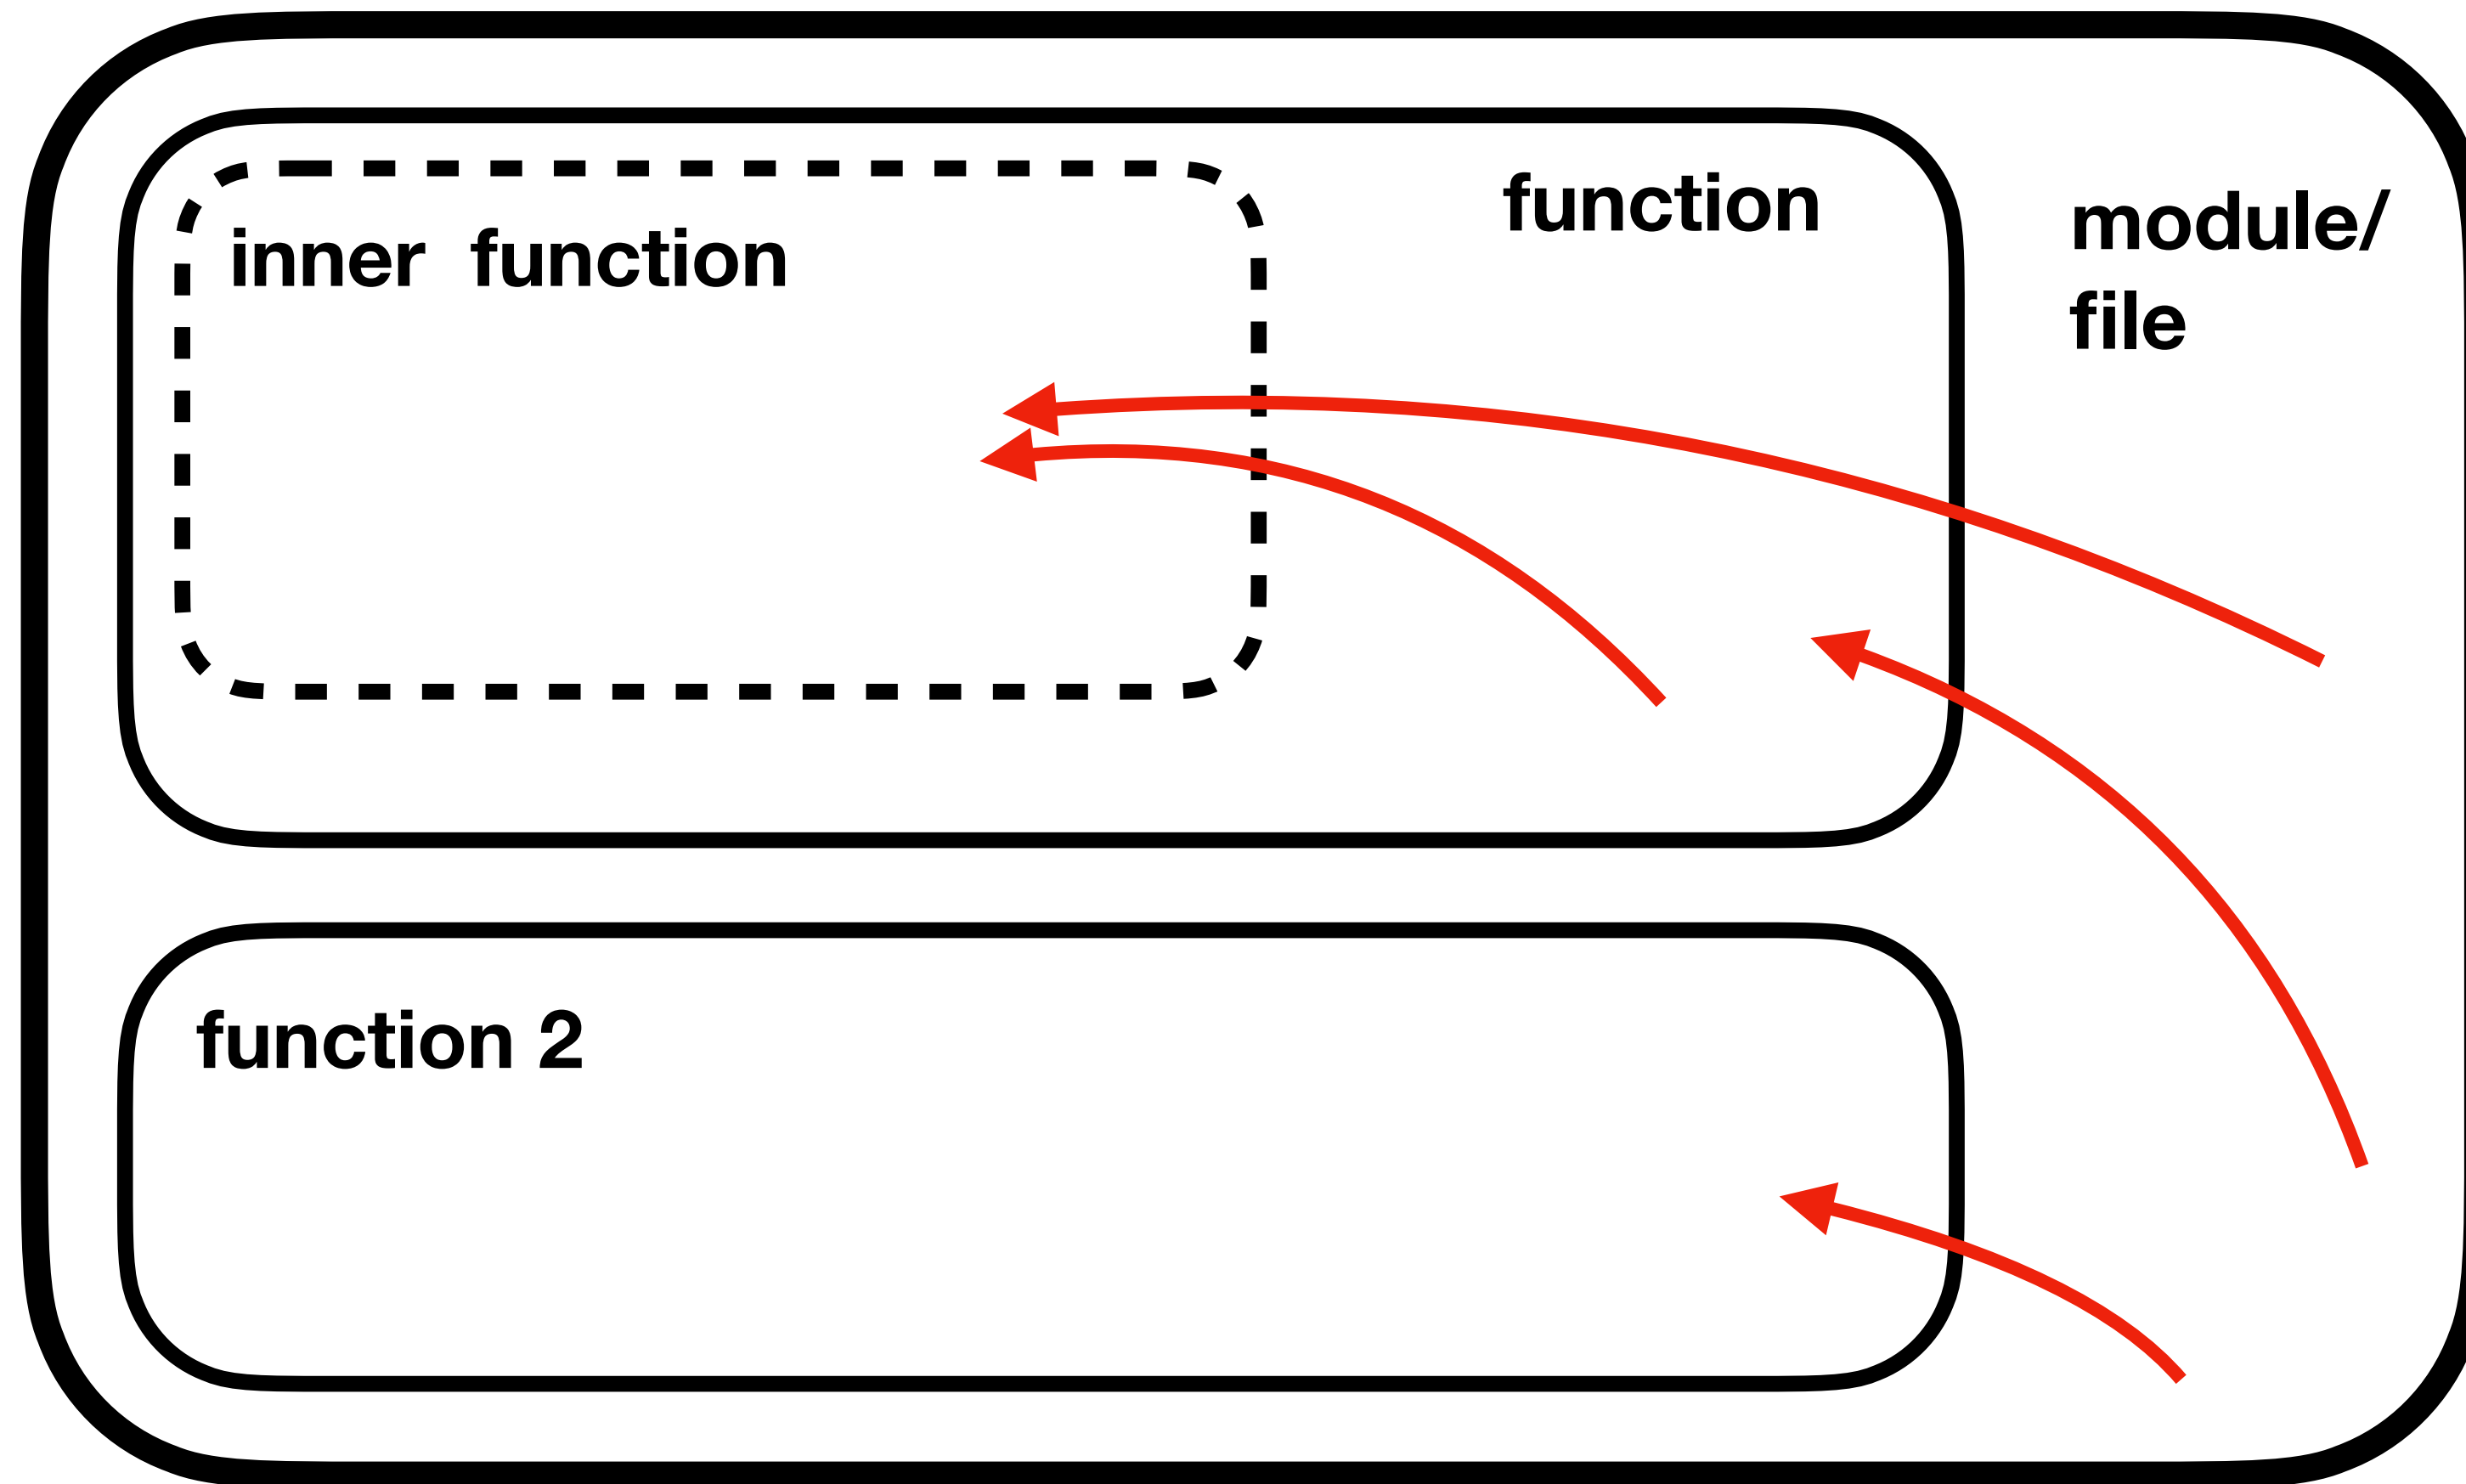 function
module/
file
inner function
function 2